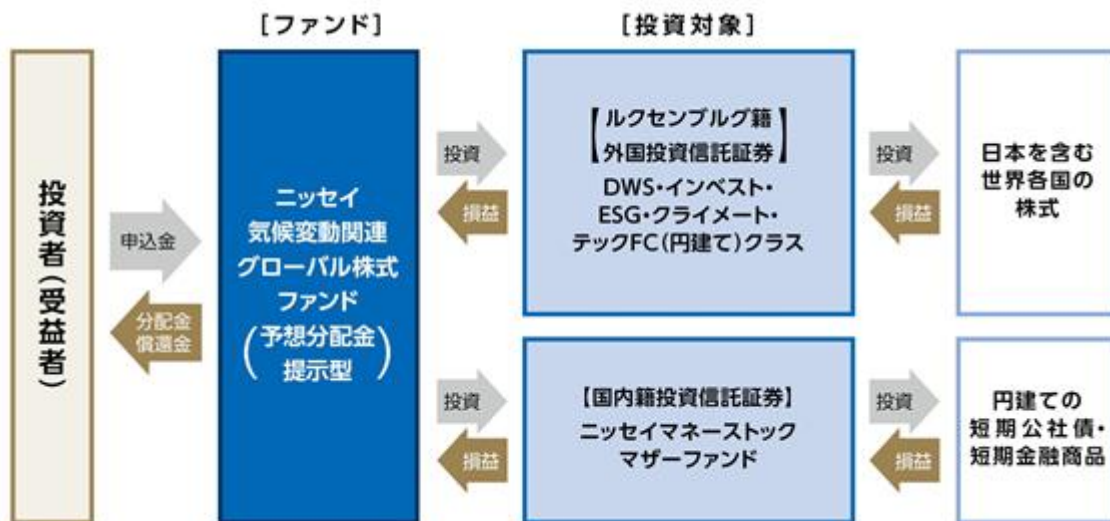 [ファンド]
[投資対象]
投資者(受益者)
申込金
分配金
償還金
ニッセイ
気候変動関連
グローバル株式
ファンド
(予想分配金
提示型)
投資
損益
【ルクセンブルグ籍
外国投資信託証券】
DWS・インベスト・
ESG・クライメート・
テックFC(円建て)クラス
投資
損益
日本を含む
世界各国の
株式
投資
損益
【国内籍投資信託証券】
ニッセイマネーストック
マザーファンド
投資
損益
円建ての
短期公社債・
短期金融商品